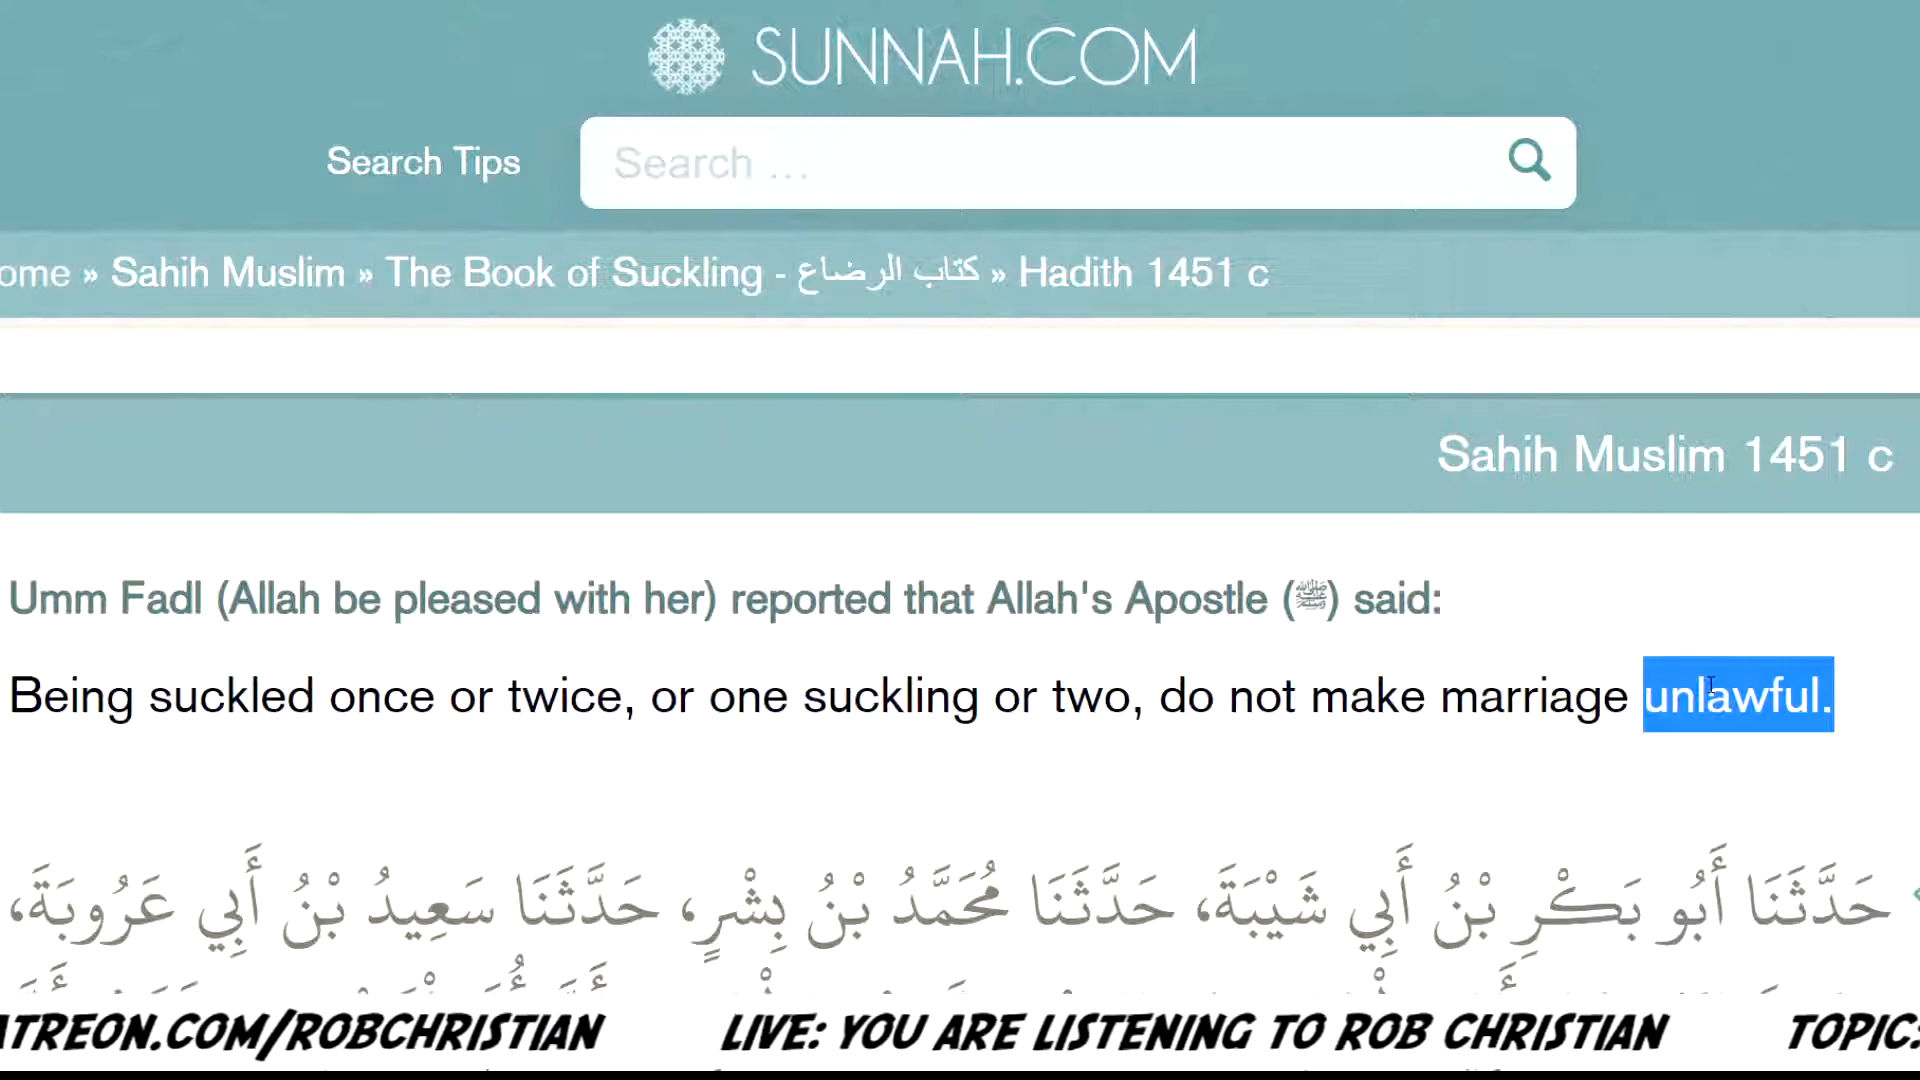 SUNNAH.COM
Search Tips
Search ...
ome » Sahih Muslim » The Book of Suckling - كتاب الرضاع » Hadith 1451 c
Sahih Muslim 1451 c
Umm Fadl (Allah be pleased with her) reported that Allah's Apostle (ﷺ) said:
Being suckled once or twice, or one suckling or two, do not make marriage unlawful.
حَدَّثَنَا أَبُو بَكْرِ بْنُ أَبِي شَيْبَةَ، حَدَّثَنَا مُحَمَّدُ بْنُ بِشْرٍ، حَدَّثَنَا سَعِيدُ بْنُ أَبِي عَرُوبَةَ،
ATREON.COM/ROBCHRISTIAN LIVE: YOU ARE LISTENING TO ROB CHRISTIAN TOPIC: